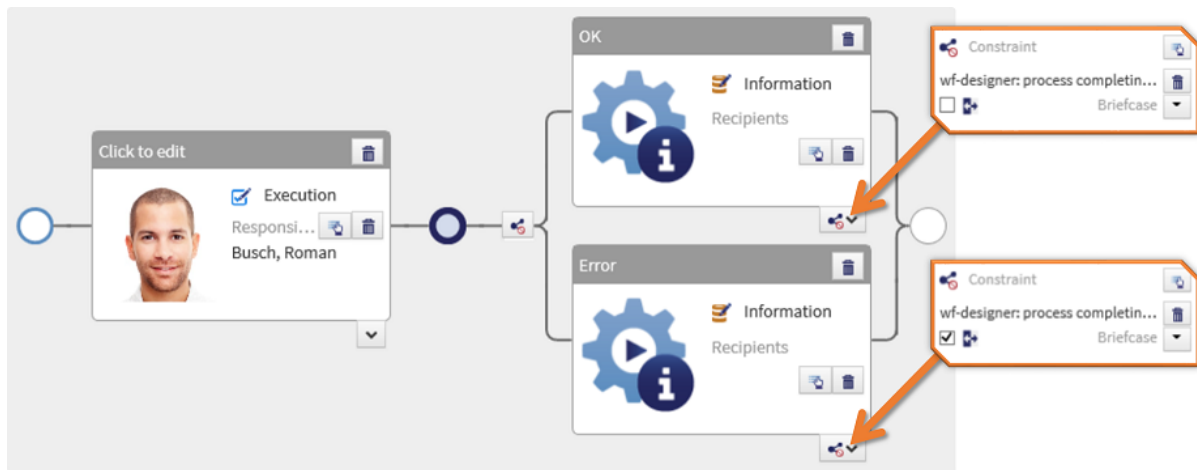 Click to edit
Execution
Responsi...
Busch, Roman
OK
Information
Recipients
Error
Information
Recipients
Constraint
wf-designer: process completin...
Briefcase
Constraint
wf-designer: process completin...
Briefcase